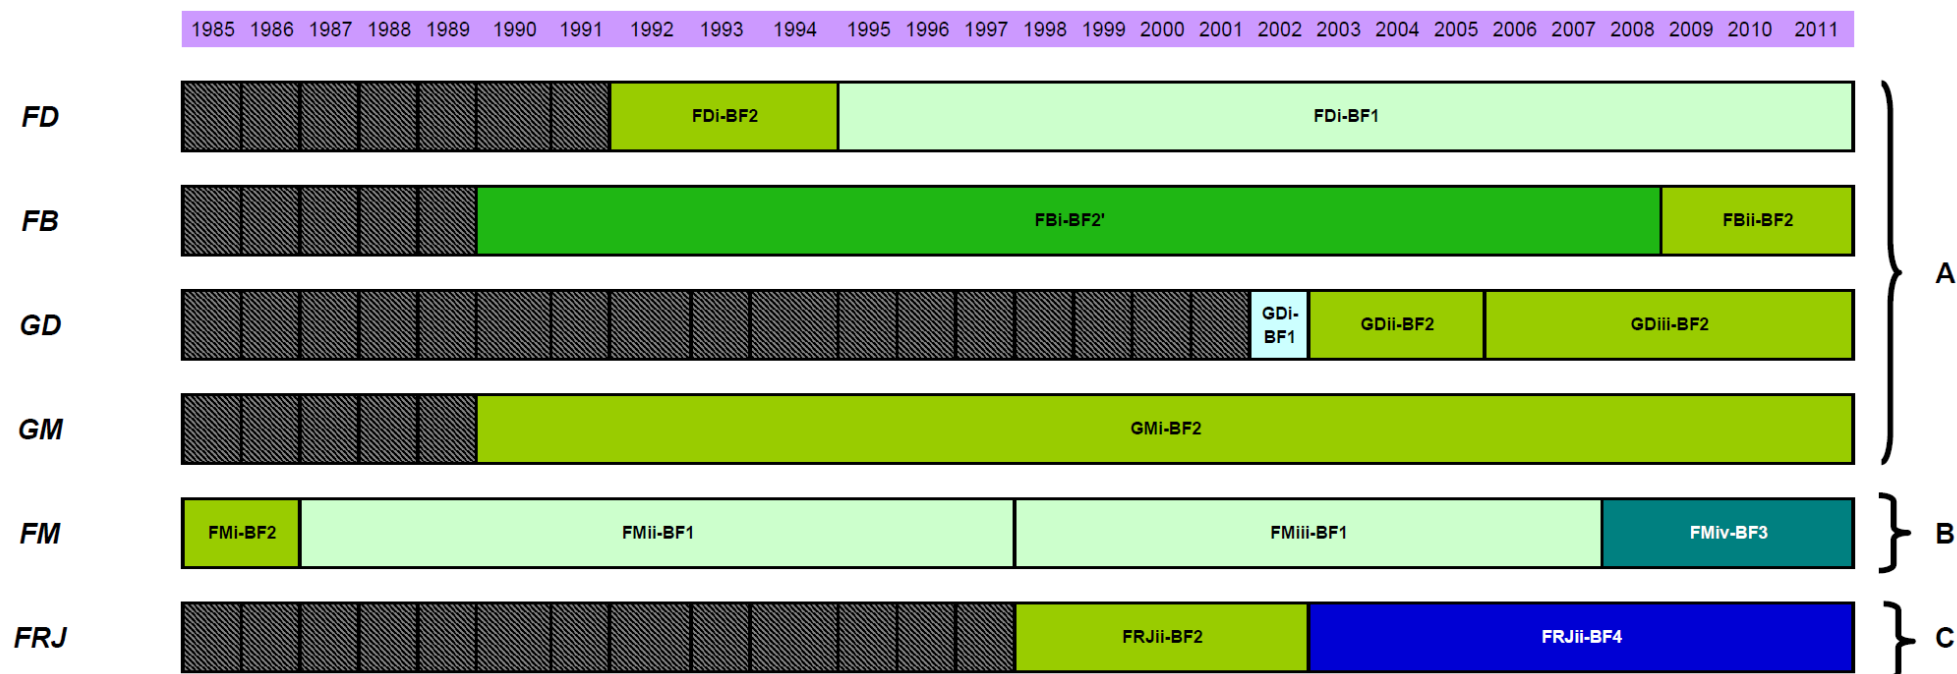 1985 1986 1987 1988 1989 1990 1991 1992 1993 1994 1995 1996 1997 1998 1999 2000 2001 2002 2003 2004 2005 2006 2007 2008 2009 2010 2011
FD FDi-BF2 FDi-BF1
FB FBi-BF2' FBii-BF2
A
GD GDi-BF1 GDii-BF2 GDiii-BF2
GM GMi-BF2
FM FMi-BF2 FMii-BF1 FMiii-BF1 FMiv-BF3 B
FRJ FRJii-BF2 FRJii-BF4 C